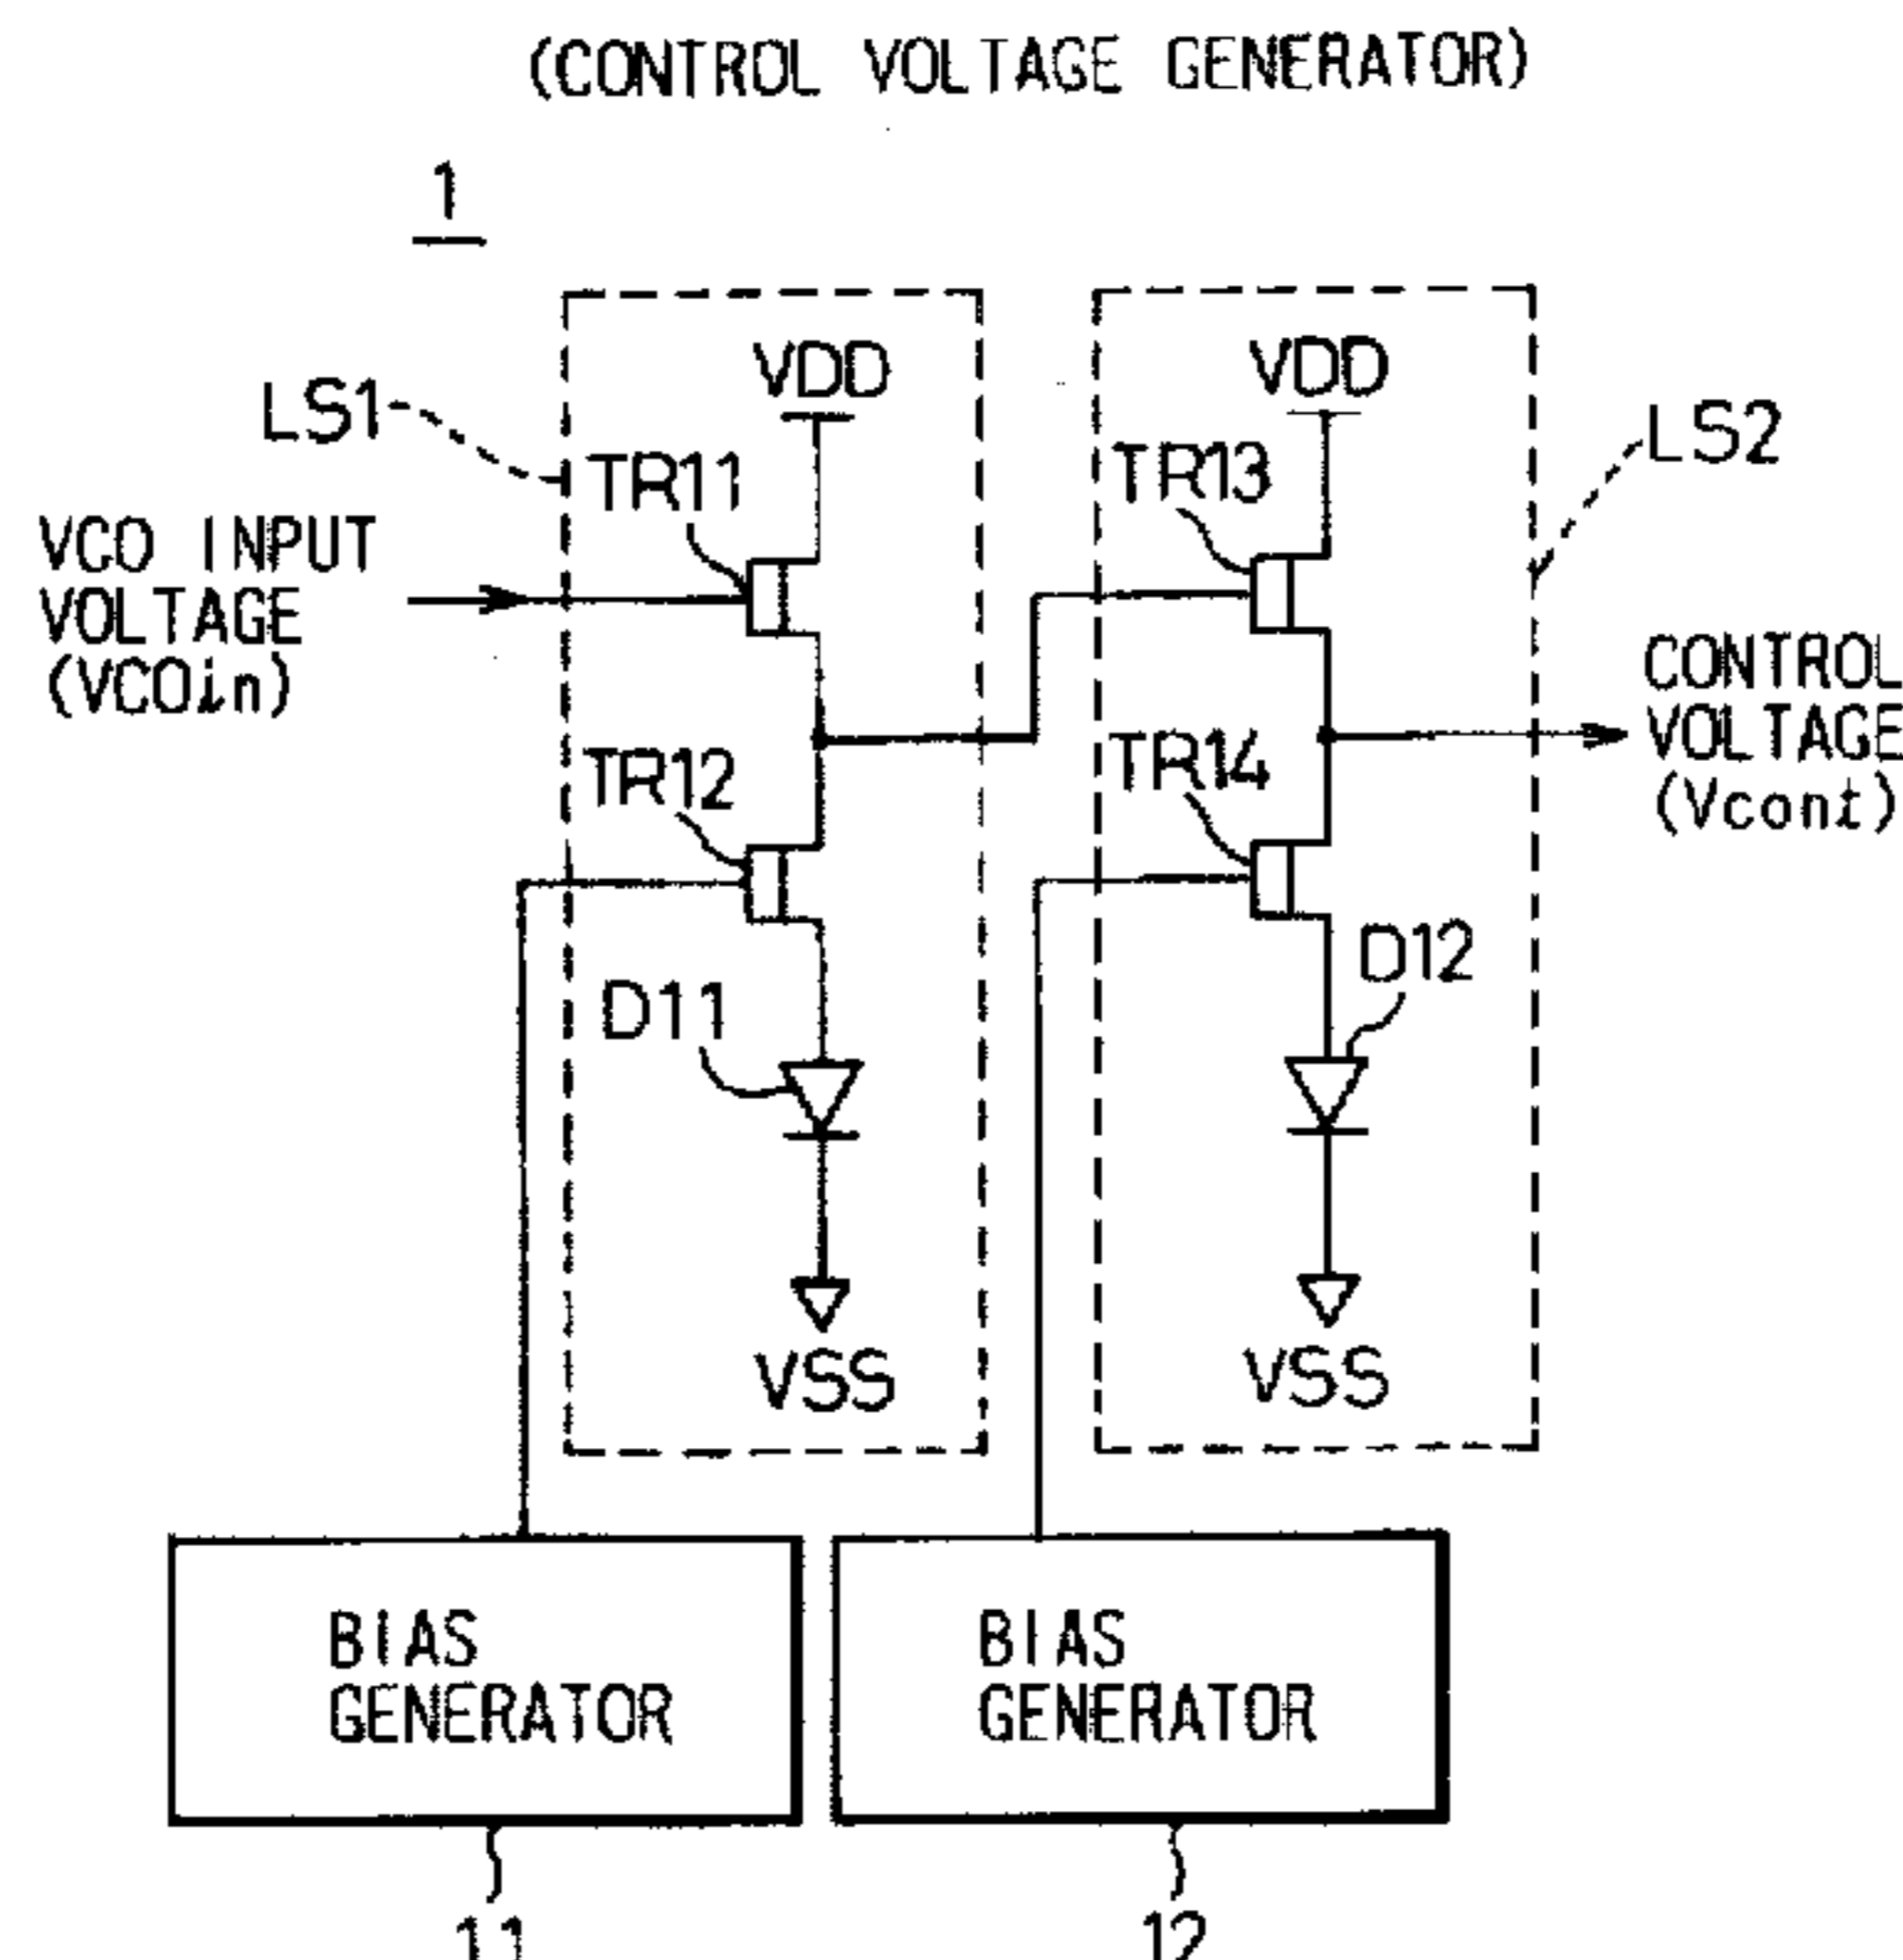 (CONTROL VOLTAGE GENERATOR)
1
VDD
VDD
LS1
LS2
TR11
TR13
VCO INPUT
VOLTAGE
(VCOin)
CONTROL
VOLTAGE
(Vcont)
TR12
TR14
D12
D11
VSS
VSS
BIAS
GENERATOR
BIAS
GENERATOR
11
12